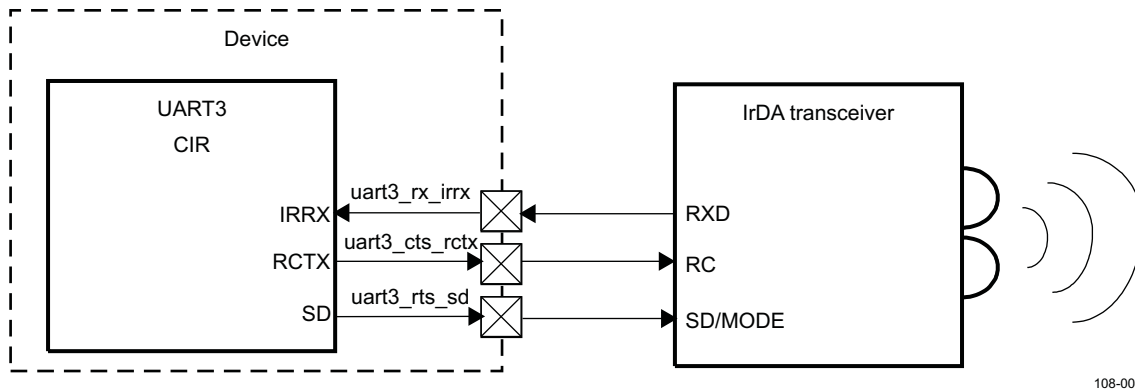 Device
UART3
CIR
IrDA transceiver
uart3_rx_irrx
IRRX
RXD
uart3_cts_rctx
RCTX
RC
uart3_rts_sd
SD
SD/MODE
108-00